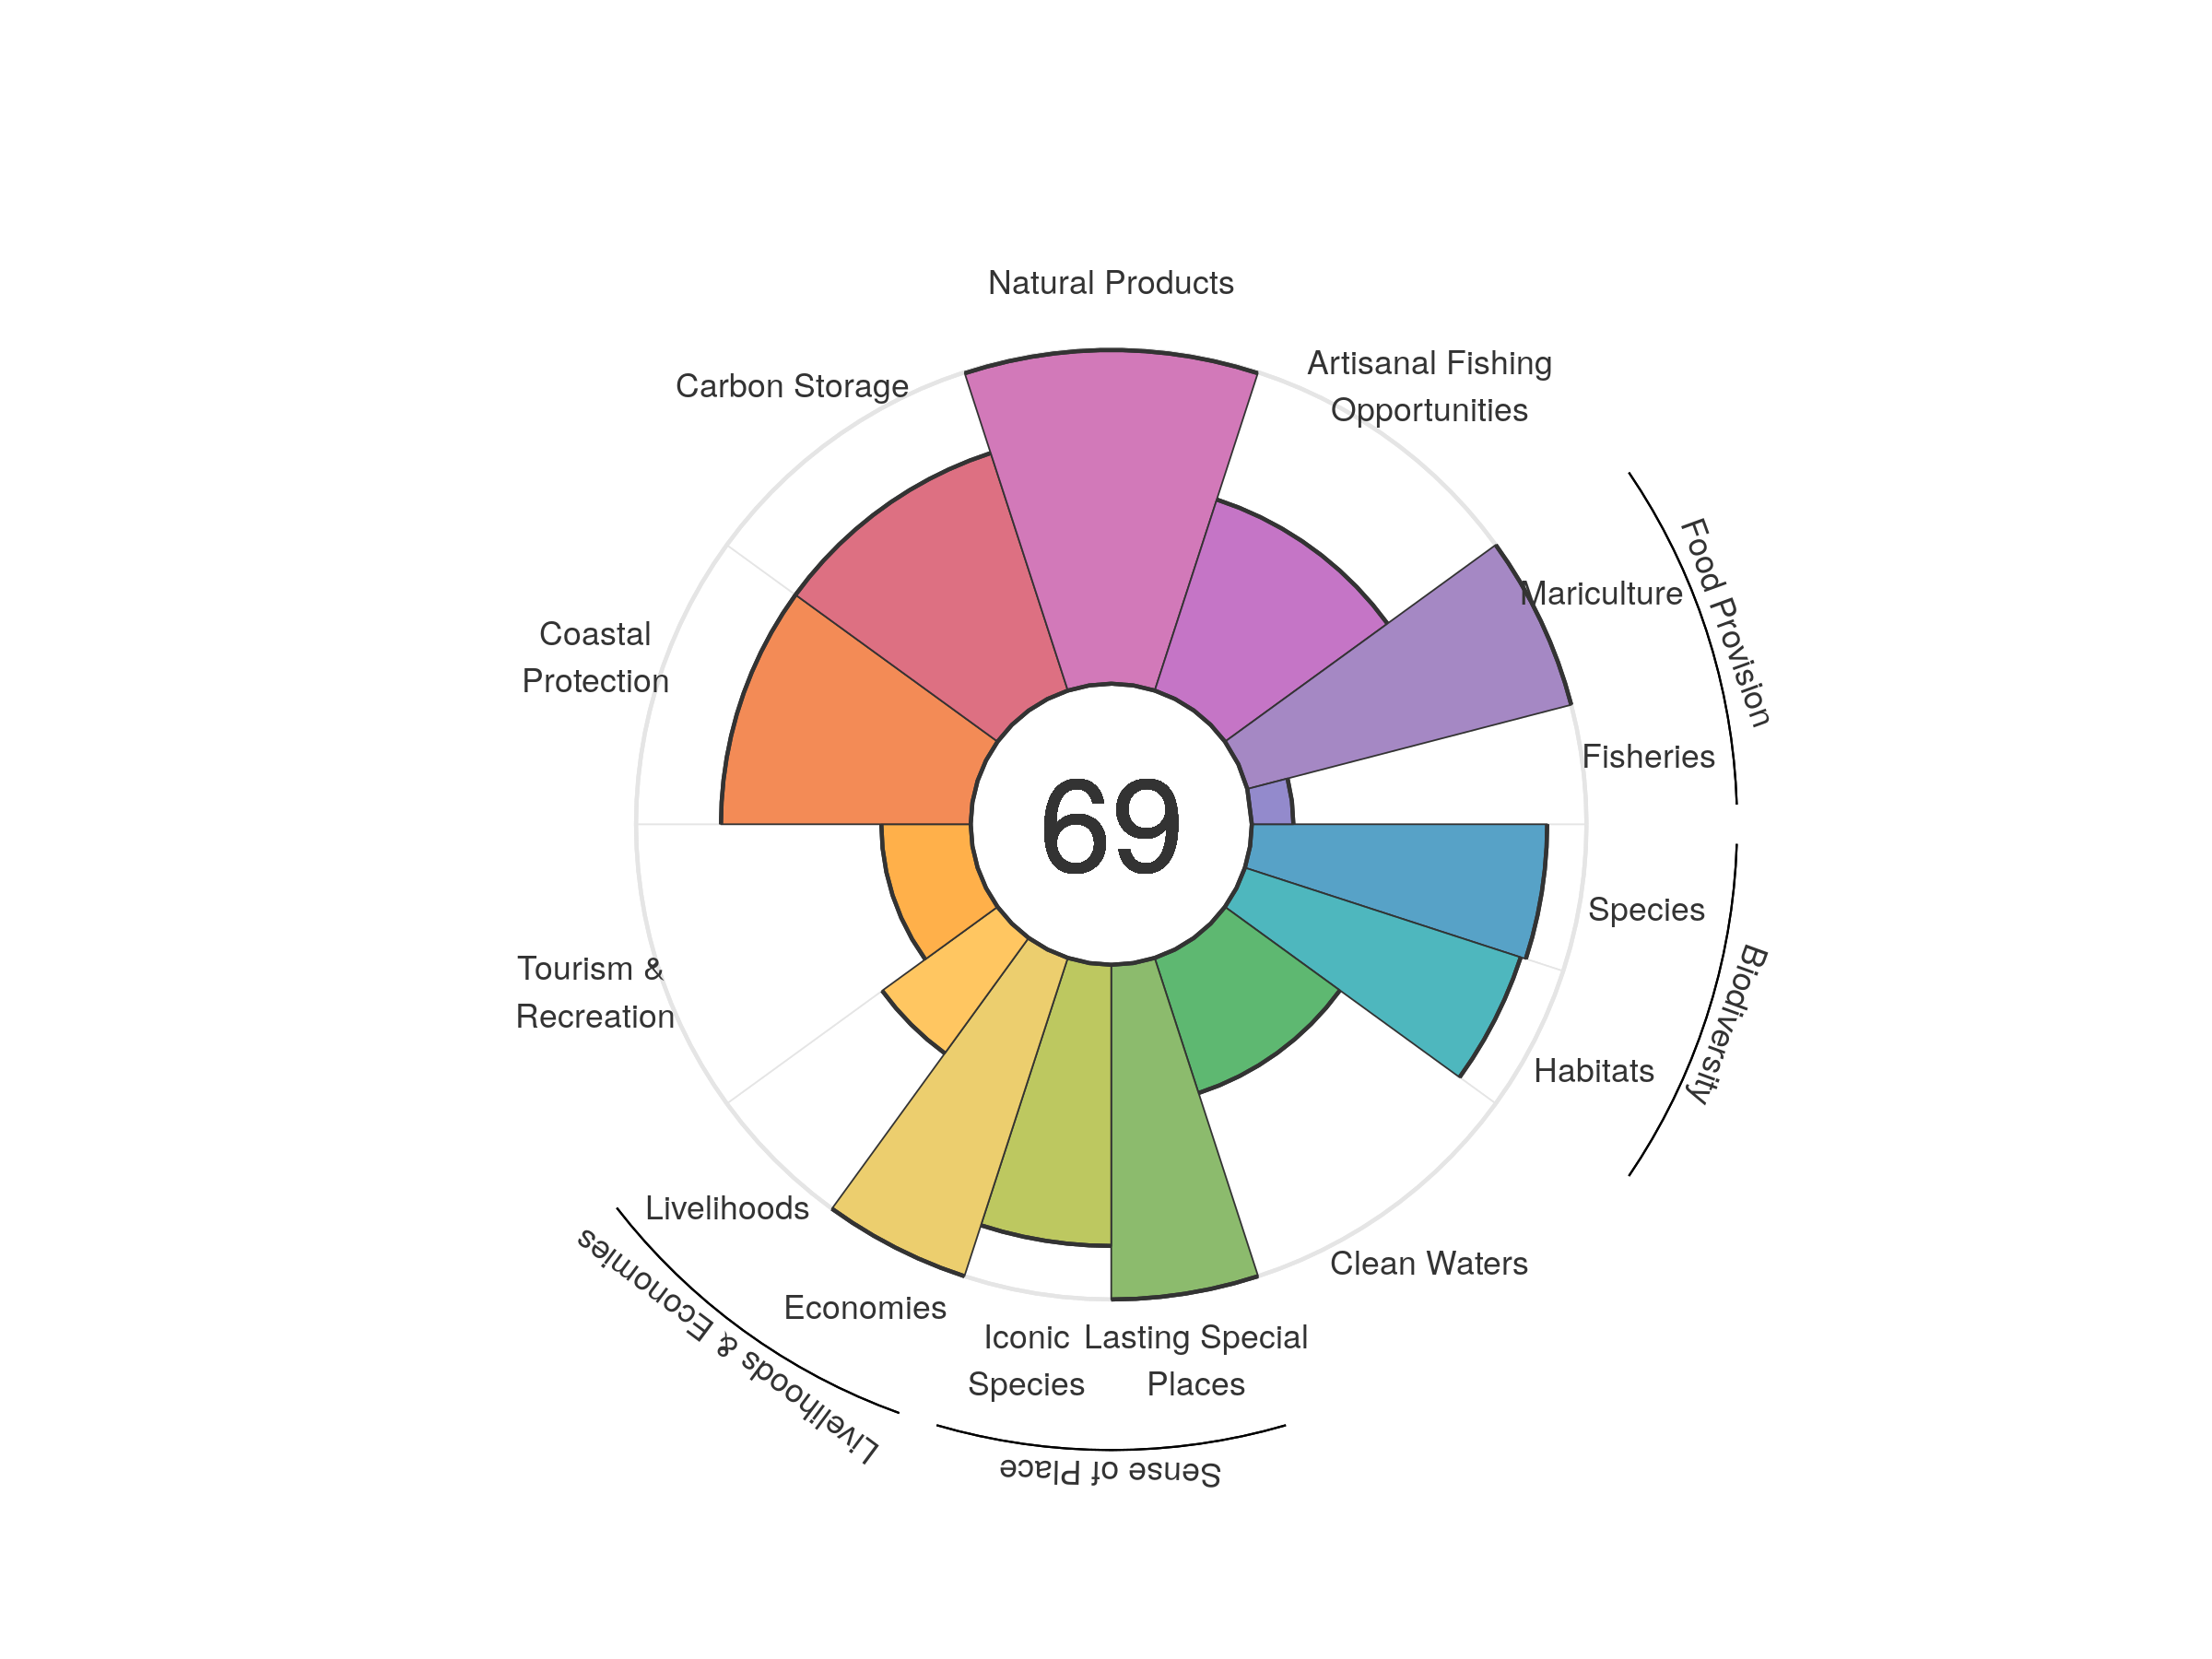 Natural Products
Artisanal Fishing
Opportunities
Carbon Storage
Mariculture
Food Provision
Coastal
Protection
Fisheries
69
Species
Biodiversity
Tourism &
Recreation
Habitats
Livelihoods
Clean Waters
Livelihoods & Economies
Economies
Iconic
Species
Lasting Special
Places
Sense of Place